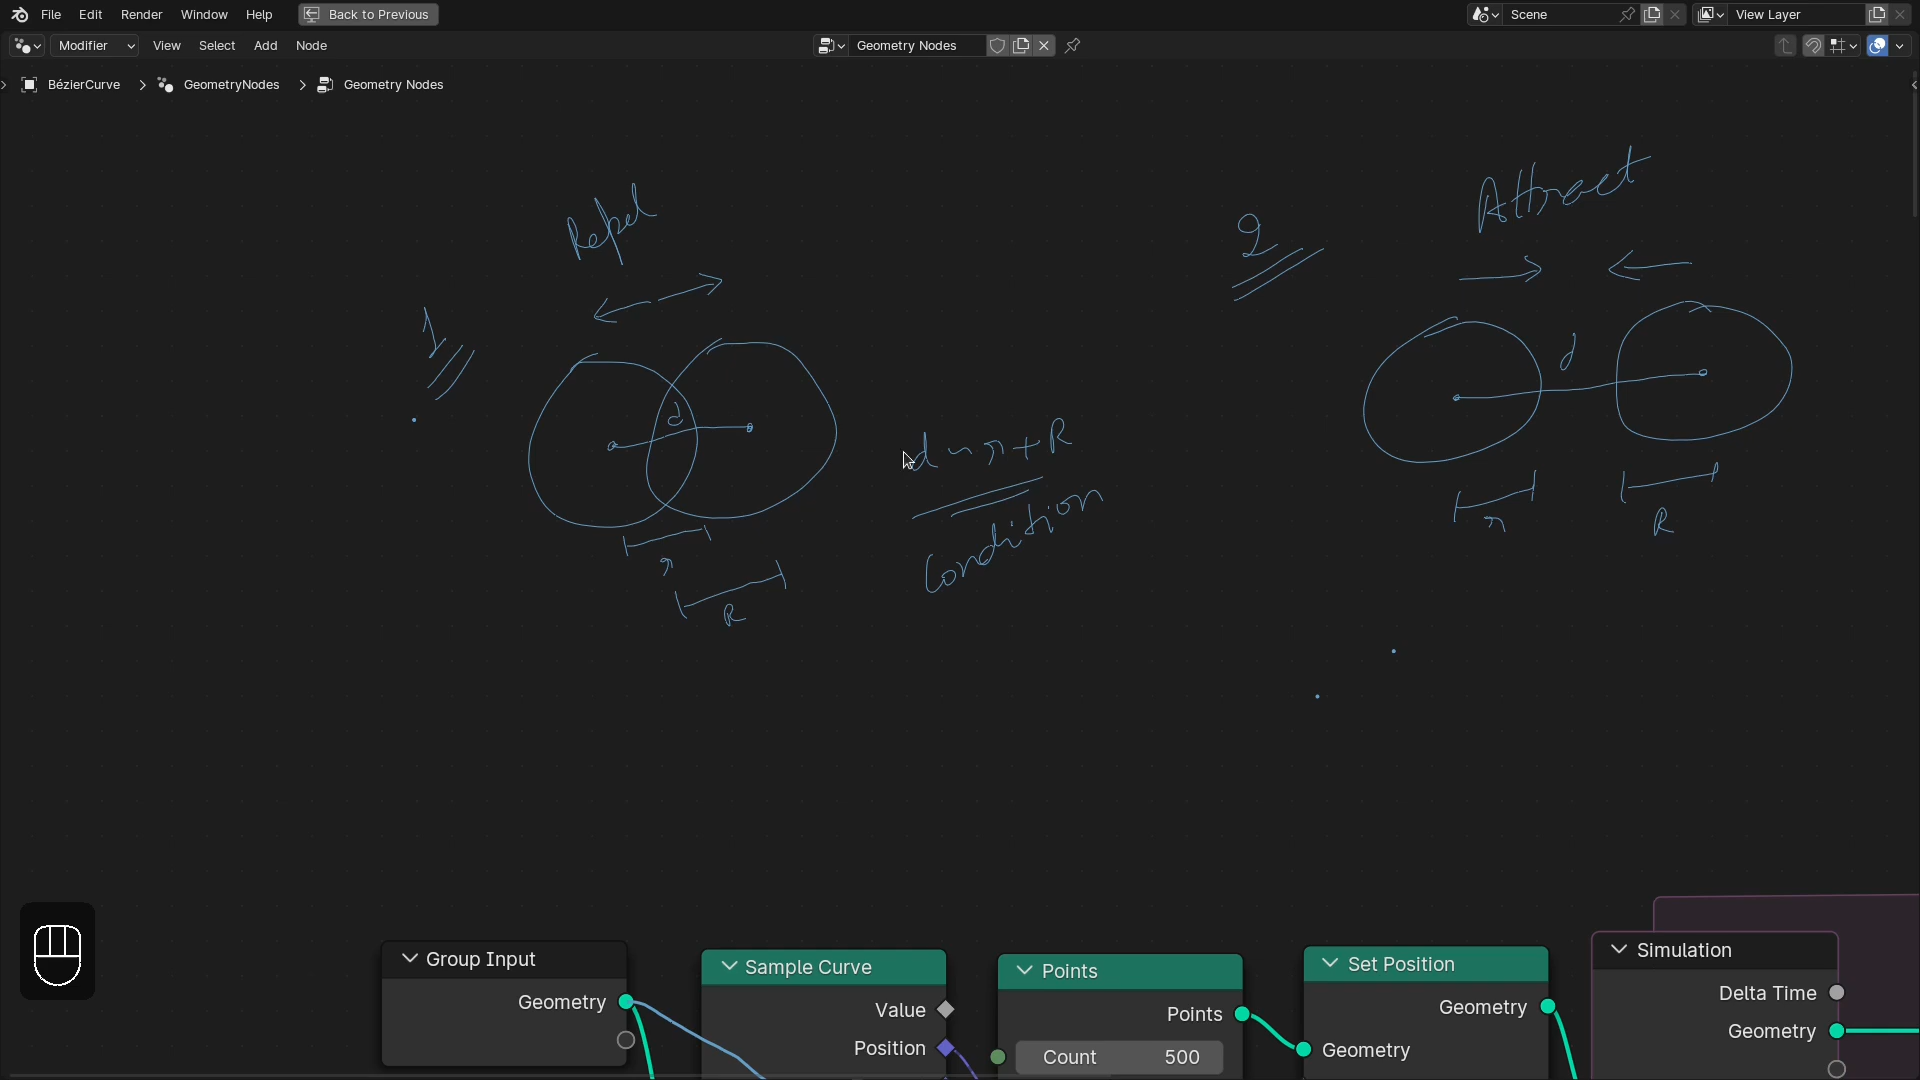 File Edit Render Window Help Back to Previous Scene View Layer
Modifier View Select Add Node Geometry Nodes
BézierCurve GeometryNodes Geometry Nodes
Repel
1
d
r
R
d ~ r + R
Condition
2
Attract
d
r
R
Group Input
Geometry
Sample Curve
Value
Position
Points
Points
Count 500
Set Position
Geometry
Geometry
Simulation
Delta Time
Geometry